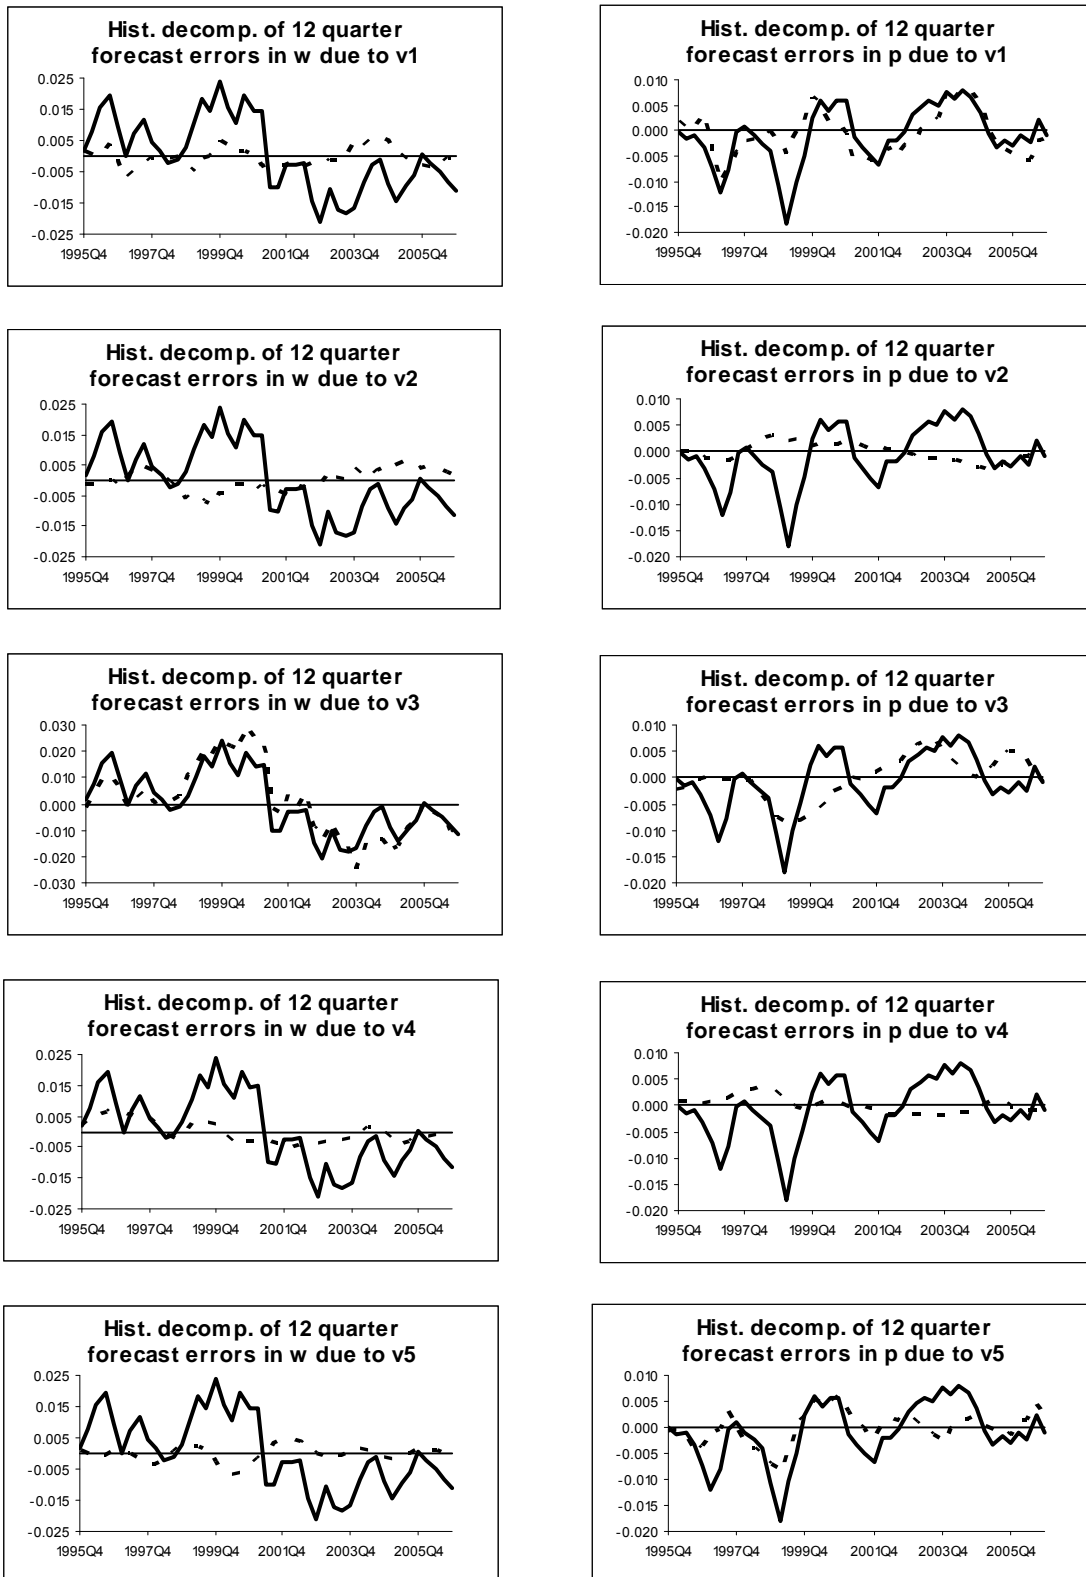 Hist. decomp. of 12 quarter
forecast errors in w due to v1
0.025
0.015
0.005
-0.005
-0.015
-0.025
1995Q4 1997Q4 1999Q4 2001Q4 2003Q4 2005Q4
Hist. decomp. of 12 quarter
forecast errors in p due to v1
0.010
0.005
0.000
-0.005
-0.010
-0.015
-0.020
1995Q4 1997Q4 1999Q4 2001Q4 2003Q4 2005Q4
Hist. decomp. of 12 quarter
forecast errors in w due to v2
0.025
0.015
0.005
-0.005
-0.015
-0.025
1995Q4 1997Q4 1999Q4 2001Q4 2003Q4 2005Q4
Hist. decomp. of 12 quarter
forecast errors in p due to v2
0.010
0.005
0.000
-0.005
-0.010
-0.015
-0.020
1995Q4 1997Q4 1999Q4 2001Q4 2003Q4 2005Q4
Hist. decomp. of 12 quarter
forecast errors in w due to v3
0.030
0.020
0.010
0.000
-0.010
-0.020
-0.030
1995Q4 1997Q4 1999Q4 2001Q4 2003Q4 2005Q4
Hist. decomp. of 12 quarter
forecast errors in p due to v3
0.010
0.005
0.000
-0.005
-0.010
-0.015
-0.020
1995Q4 1997Q4 1999Q4 2001Q4 2003Q4 2005Q4
Hist. decomp. of 12 quarter
forecast errors in w due to v4
0.025
0.015
0.005
-0.005
-0.015
-0.025
1995Q4 1997Q4 1999Q4 2001Q4 2003Q4 2005Q4
Hist. decomp. of 12 quarter
forecast errors in p due to v4
0.010
0.005
0.000
-0.005
-0.010
-0.015
-0.020
1995Q4 1997Q4 1999Q4 2001Q4 2003Q4 2005Q4
Hist. decomp. of 12 quarter
forecast errors in w due to v5
0.025
0.015
0.005
-0.005
-0.015
-0.025
1995Q4 1997Q4 1999Q4 2001Q4 2003Q4 2005Q4
Hist. decomp. of 12 quarter
forecast errors in p due to v5
0.010
0.005
0.000
-0.005
-0.010
-0.015
-0.020
1995Q4 1997Q4 1999Q4 2001Q4 2003Q4 2005Q4